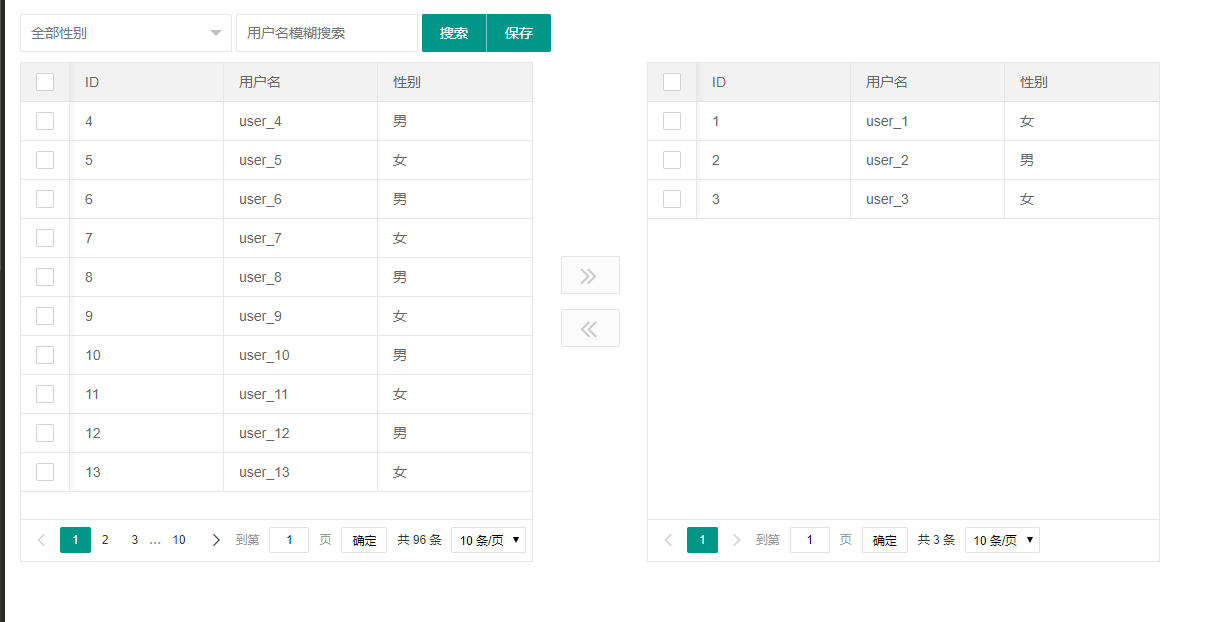 全部性别 用户名模糊搜索 搜索 保存
ID 用户名 性别
4 user_4 男
5 user_5 女
6 user_6 男
7 user_7 女
8 user_8 男
9 user_9 女
10 user_10 男
11 user_11 女
12 user_12 男
13 user_13 女
1 2 3 … 10 到第 1 页 确定 共 96 条 10 条/页
ID 用户名 性别
1 user_1 女
2 user_2 男
3 user_3 女
1 到第 1 页 确定 共 3 条 10 条/页